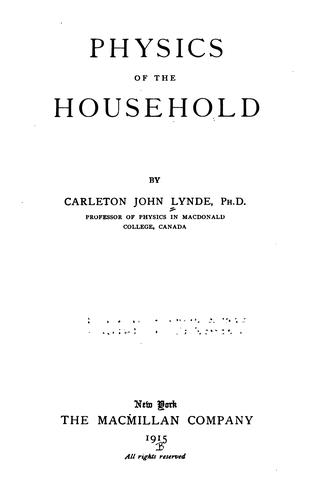 PHYSICS
OF THE
HOUSEHOLD
BY
CARLETON JOHN LYNDE, PH.D.
PROFESSOR OF PHYSICS IN MACDONALD
COLLEGE, CANADA
New York
THE MACMILLAN COMPANY
1915
B
All rights reserved